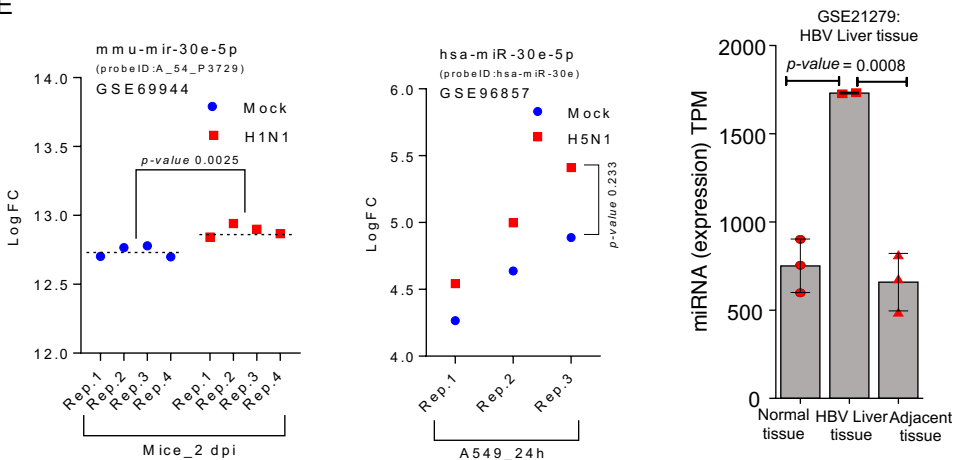 E
mmu-mir-30e-5p
(probeID:A_54_P3729)
GSE69944
Mock
H1N1
p-value 0.0025
LogFC
14.0
13.5
13.0
12.5
12.0
Rep.1
Rep.2
Rep.3
Rep.4
Rep.1
Rep.2
Rep.3
Rep.4
Mice_2 dpi
hsa-miR-30e-5p
(probeID:hsa-miR-30e)
GSE96857
Mock
H5N1
p-value 0.233
LogFC
6.0
5.5
5.0
4.5
4.0
Rep.1
Rep.2
Rep.3
A549_24h
GSE21279:
HBV Liver tissue
p-value = 0.0008
miRNA (expression) TPM
2000
1500
1000
500
0
Normal
tissue
HBV Liver
tissue
Adjacent
tissue